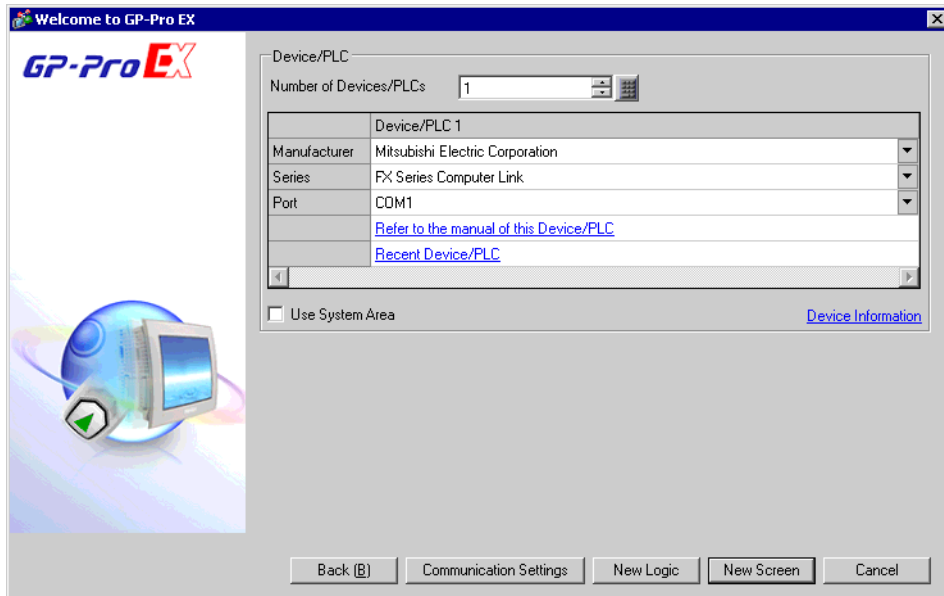 Welcome to GP-Pro EX
GP-Pro EX
Device/PLC
Number of Devices/PLCs 1
Device/PLC 1
Manufacturer Mitsubishi Electric Corporation
Series FX Series Computer Link
Port COM1
Refer to the manual of this Device/PLC
Recent Device/PLC
Use System Area Device Information
Back (B) Communication Settings New Logic New Screen Cancel